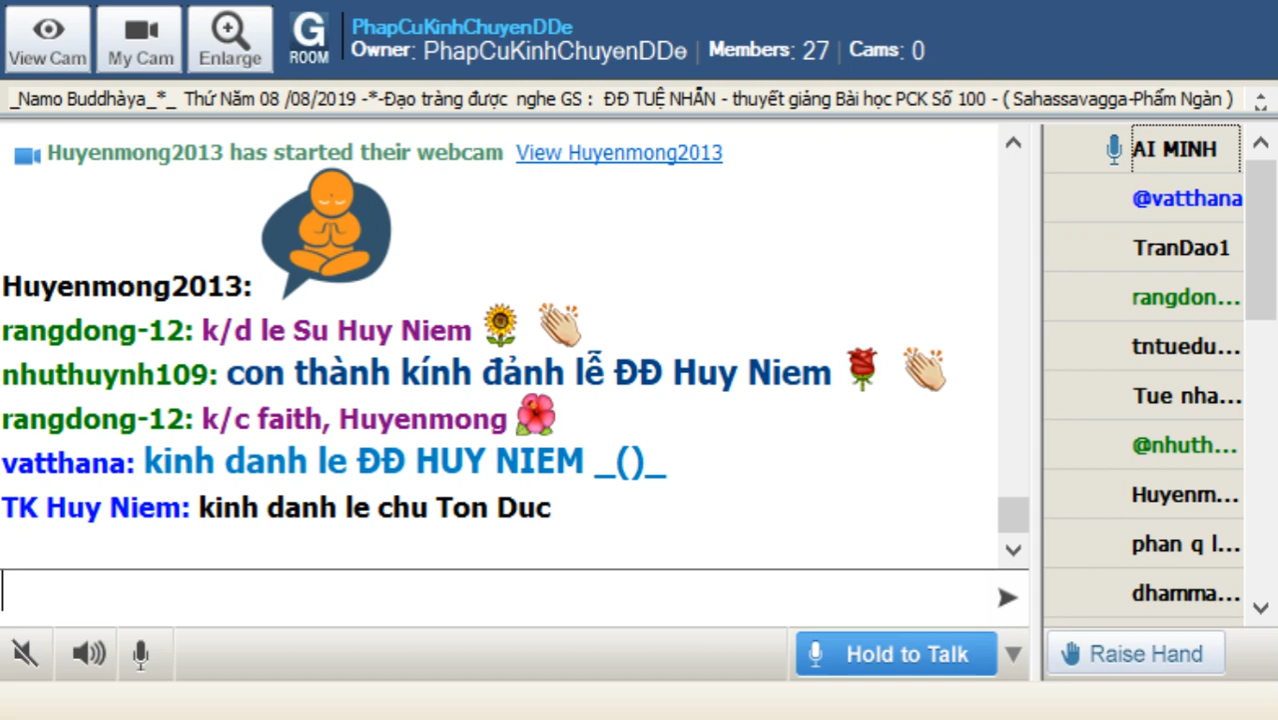 PhapCuKinhChuyenDDe
View Cam
My Cam
Enlarge
G
ROOM
Owner: PhapCuKinhChuyenDDe | Members: 27 | Cams: 0
_Namo Buddhàya_*_ Thứ Năm 08 /08/2019 -*-Đạo tràng được nghe GS : ĐĐ TUỆ NHẪN - thuyết giảng Bài học PCK Số 100 - ( Sahassavagga-Phẩm Ngàn )
Huyenmong2013 has started their webcam View Huyenmong2013
Huyenmong2013:
rangdong-12: k/d le Su Huy Niem
nhuthuynh109: con thành kính đảnh lễ ĐĐ Huy Niem
rangdong-12: k/c faith, Huyenmong
vatthana: kinh danh le ĐĐ HUY NIEM _()_
TK Huy Niem: kinh danh le chu Ton Duc
AI MINH
@vatthana
TranDao1
rangdon...
tntuedu...
Tue nha...
@nhuth...
Huyenm...
phan q l...
dhamma...
Hold to Talk
Raise Hand